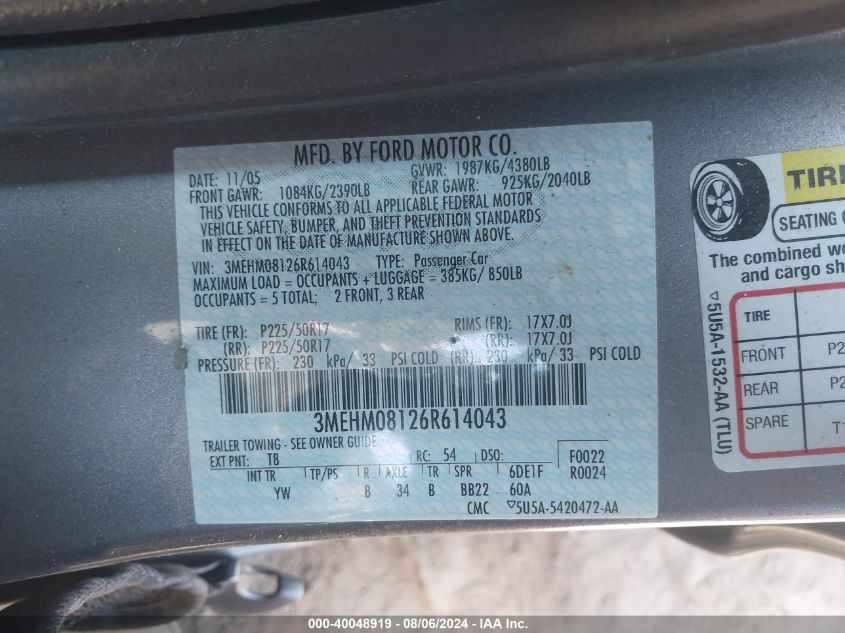 MFD. BY FORD MOTOR CO.
DATE: 11/05 GVWR: 1987KG/4380LB
FRONT GAWR: 1084KG/2390LB REAR GAWR: 925KG/2040LB
THIS VEHICLE CONFORMS TO ALL APPLICABLE FEDERAL MOTOR
VEHICLE SAFETY, BUMPER, AND THEFT PREVENTION STANDARDS
IN EFFECT ON THE DATE OF MANUFACTURE SHOWN ABOVE.
VIN: 3MEHM08126R614043 TYPE: Passenger Car
MAXIMUM LOAD = OCCUPANTS + LUGGAGE = 385KG/ 850LB
OCCUPANTS = 5 TOTAL; 2 FRONT, 3 REAR
TIRE (FR): P225/50R17 RIMS (FR): 17X7.0J
(RR): P225/50R17 (RR): 17X7.0J
PRESSURE (FR): 230 kPa/ 33 PSI COLD (RR): 230 kPa/ 33 PSI COLD
3MEHM08126R614043
TRAILER TOWING - SEE OWNER GUIDE
EXT PNT: T8 RC: 54 DSO: F0022
INT TR TP/PS R AXLE TR SPR 6DE1F R0024
YW B 34 B BB22 60A
CMC ▽5U5A-5420472-AA
TIRE
SEATING
The combined
and cargo
TIRE
FRONT
REAR
SPARE
▽5U5A-1532-AA (TLU)
IAA
3000-40048919 - 08/06/2024 - IAA Inc.